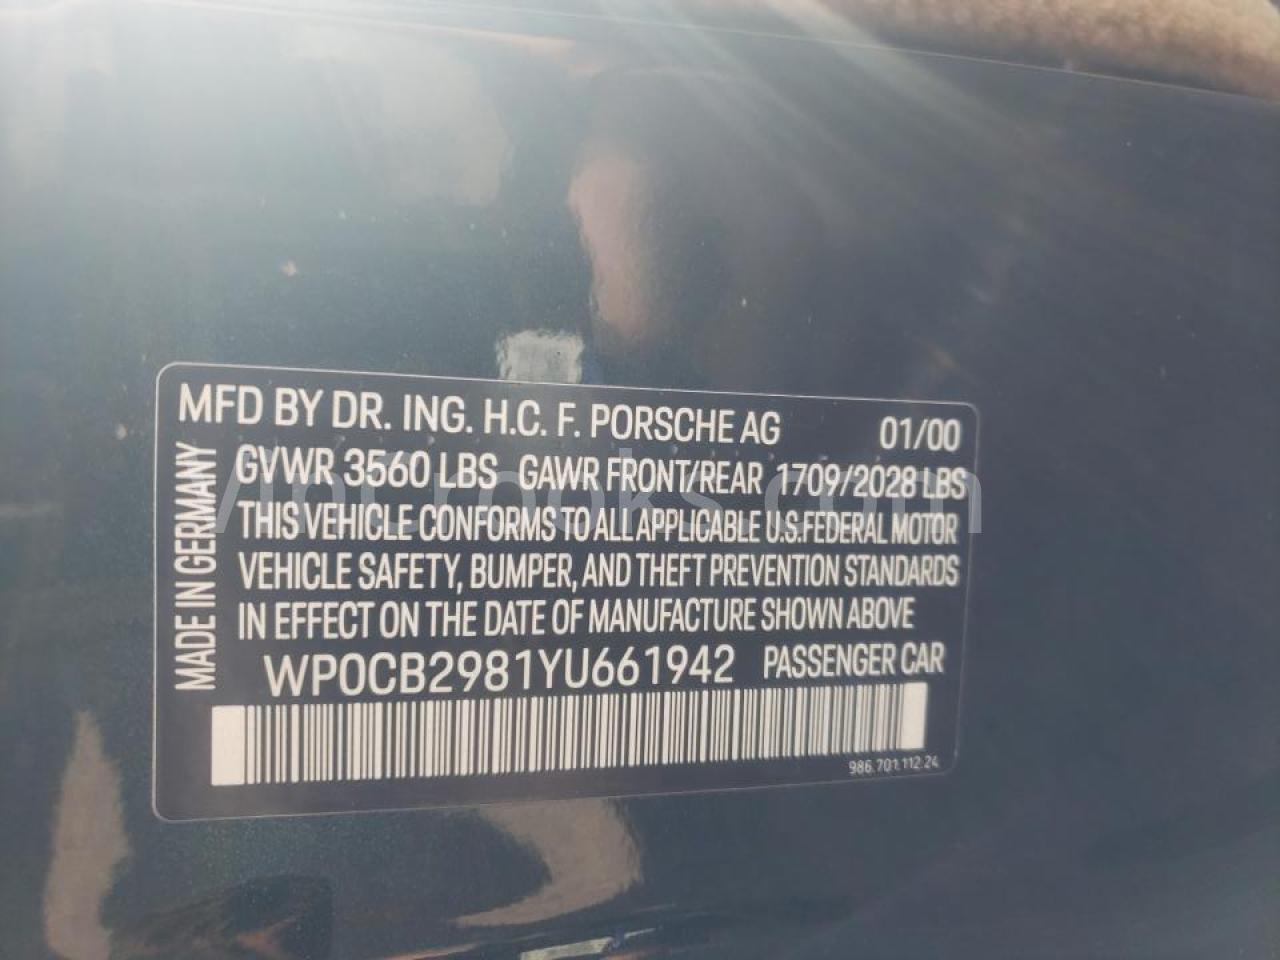 MFD BY DR. ING. H.C. F. PORSCHE AG 01/00
GVWR 3560 LBS GAWR FRONT/REAR 1709/2028 LBS
THIS VEHICLE CONFORMS TO ALL APPLICABLE U.S.FEDERAL MOTOR
VEHICLE SAFETY, BUMPER, AND THEFT PREVENTION STANDARDS
IN EFFECT ON THE DATE OF MANUFACTURE SHOWN ABOVE
WP0CB2981YU661942 PASSENGER CAR
986.701.112.24
MADE IN GERMANY